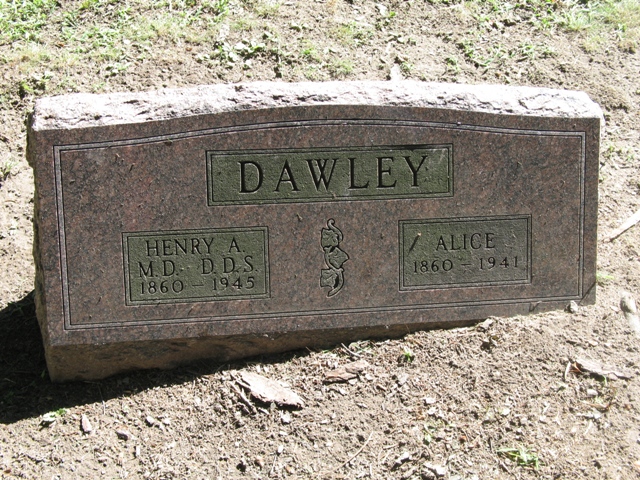 DAWLEY
HENRY A.
M.D. D.D.S.
1860 - 1945
ALICE
1860 - 1941